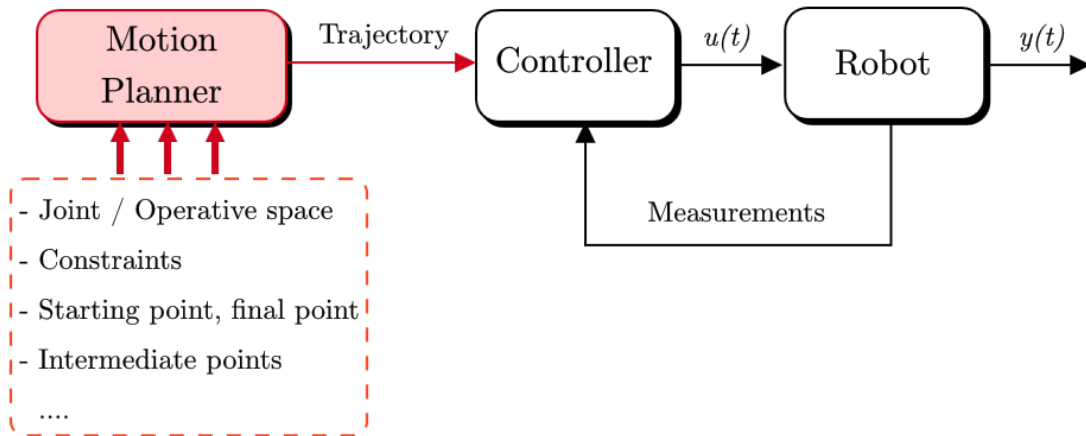 Motion
Planner
Trajectory
Controller
u(t)
Robot
y(t)
Measurements
- Joint / Operative space
- Constraints
- Starting point, final point
- Intermediate points
....